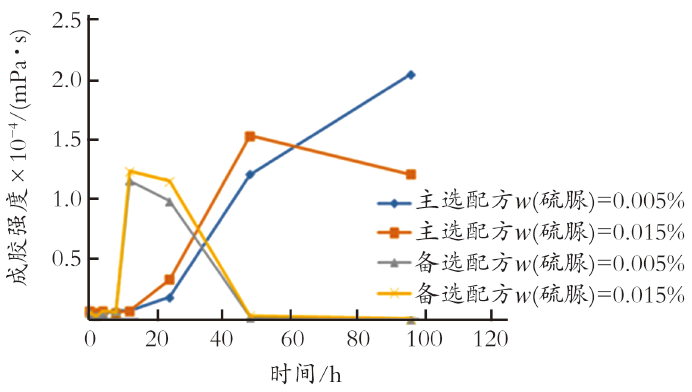 成胶强度×10⁻⁴/(mPa·s)
2.5
2.0
1.5
1.0
0.5
主选配方w(硫脲)=0.005%
主选配方w(硫脲)=0.015%
备选配方w(硫脲)=0.005%
备选配方w(硫脲)=0.015%
0 20 40 60 80 100 120
时间/h